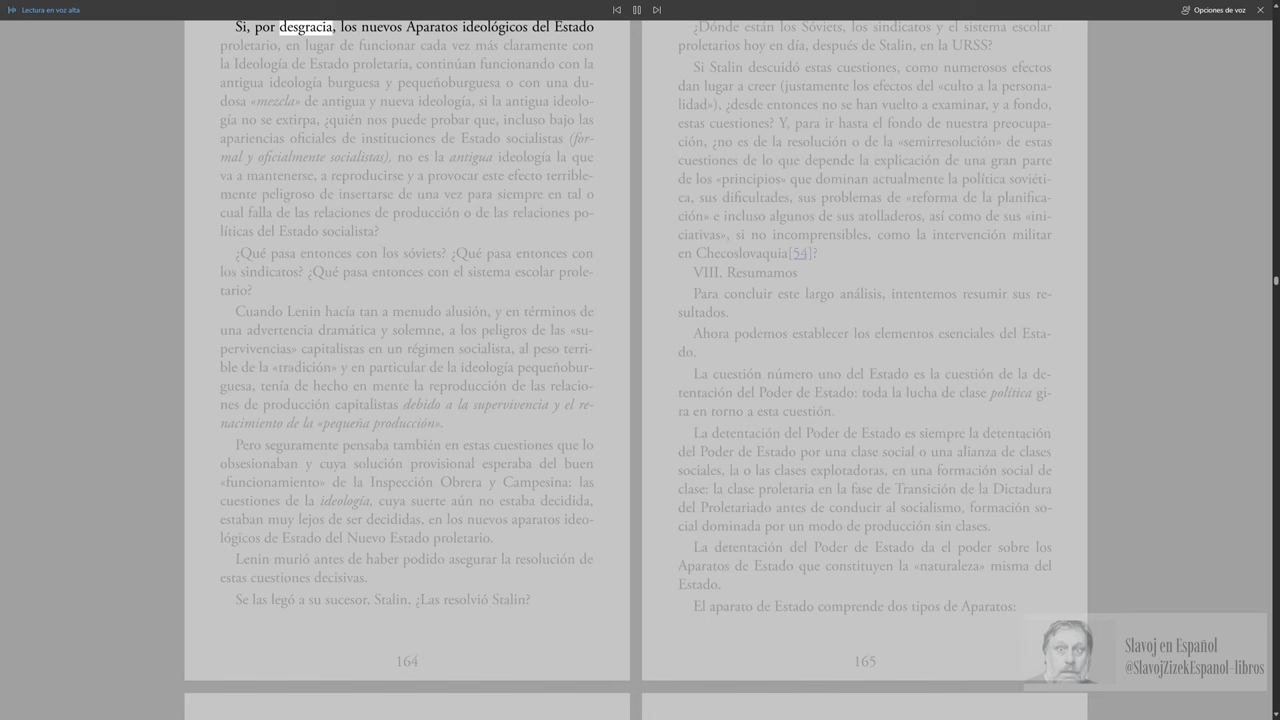 Lectura en voz alta
Opciones de voz
Si, por desgracia, los nuevos Aparatos ideológicos del Estado
proletario, en lugar de funcionar cada vez más claramente con
la Ideología de Estado proletaria, continúan funcionando con la
antigua ideología burguesa y pequeñoburguesa o con una du-
dosa «mezcla» de antigua y nueva ideología, si la antigua ideolo-
gía no se extirpa, ¿quién nos puede probar que, incluso bajo las
apariencias oficiales de instituciones de Estado socialistas (for-
mal y oficialmente socialistas), no es la antigua ideología la que
va a mantenerse, a reproducirse y a provocar este efecto terrible-
mente peligroso de insertarse de una vez para siempre en tal o
cual falla de las relaciones de producción o de las relaciones po-
líticas del Estado socialista?
¿Qué pasa entonces con los sóviets? ¿Qué pasa entonces con
los sindicatos? ¿Qué pasa entonces con el sistema escolar prole-
tario?
Cuando Lenin hacía tan a menudo alusión, y en términos de
una advertencia dramática y solemne, a los peligros de las «su-
pervivencias» capitalistas en un régimen socialista, al peso terri-
ble de la «tradición» y en particular de la ideología pequeñobur-
guesa, tenía de hecho en mente la reproducción de las relacio-
nes de producción capitalistas debido a la supervivencia y el re-
nacimiento de la «pequeña producción».
Pero seguramente pensaba también en estas cuestiones que lo
obsesionaban y cuya solución provisional esperaba del buen
«funcionamiento» de la Inspección Obrera y Campesina: las
cuestiones de la ideología, cuya suerte aún no estaba decidida,
estaban muy lejos de ser decididas, en los nuevos aparatos ideo-
lógicos de Estado del Nuevo Estado proletario.
Lenin murió antes de haber podido asegurar la resolución de
estas cuestiones decisivas.
Se las legó a su sucesor, Stalin. ¿Las resolvió Stalin?
164
¿Dónde están los Sóviets, los sindicatos y el sistema escolar
proletarios hoy en día, después de Stalin, en la URSS?
Si Stalin descuidó estas cuestiones, como numerosos efectos
dan lugar a creer (justamente los efectos del «culto a la persona-
lidad»), ¿desde entonces no se han vuelto a examinar, y a fondo,
estas cuestiones? Y, para ir hasta el fondo de nuestra preocupa-
ción, ¿no es de la resolución o de la «semirresolución» de estas
cuestiones de lo que depende la explicación de una gran parte
de los «principios» que dominan actualmente la política soviéti-
ca, sus dificultades, sus problemas de «reforma de la planifica-
ción» e incluso algunos de sus atolladeros, así como de sus «ini-
ciativas», si no incomprensibles. como la intervención militar
en Checoslovaquia[54]?
VIII. Resumamos
Para concluir este largo análisis, intentemos resumir sus re-
sultados.
Ahora podemos establecer los elementos esenciales del Esta-
do.
La cuestión número uno del Estado es la cuestión de la de-
tentación del Poder de Estado: toda la lucha de clase política gi-
ra en torno a esta cuestión.
La detentación del Poder de Estado es siempre la detentación
del Poder de Estado por una clase social o una alianza de clases
sociales, la o las clases explotadoras, en una formación social de
clase: la clase proletaria en la fase de Transición de la Dictadura
del Proletariado antes de conducir al socialismo, formación so-
cial dominada por un modo de producción sin clases.
La detentación del Poder de Estado da el poder sobre los
Aparatos de Estado que constituyen la «naturaleza» misma del
Estado.
El aparato de Estado comprende dos tipos de Aparatos:
165
Slavoj en Español
@SlavojZizekEspanol-libros